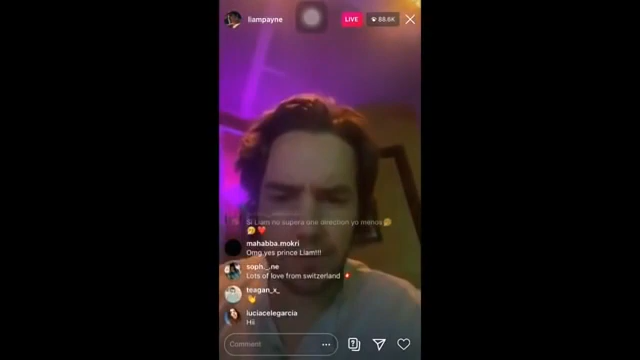 liampayne
LIVE
88.6K
Si Liam no supera one direction yo menos
mahabba.mokri
Omg yes prince Liam!!!
soph._.ne
Lots of love from switzerland
teagan_x_
luciacelegarcia
Hii
Comment